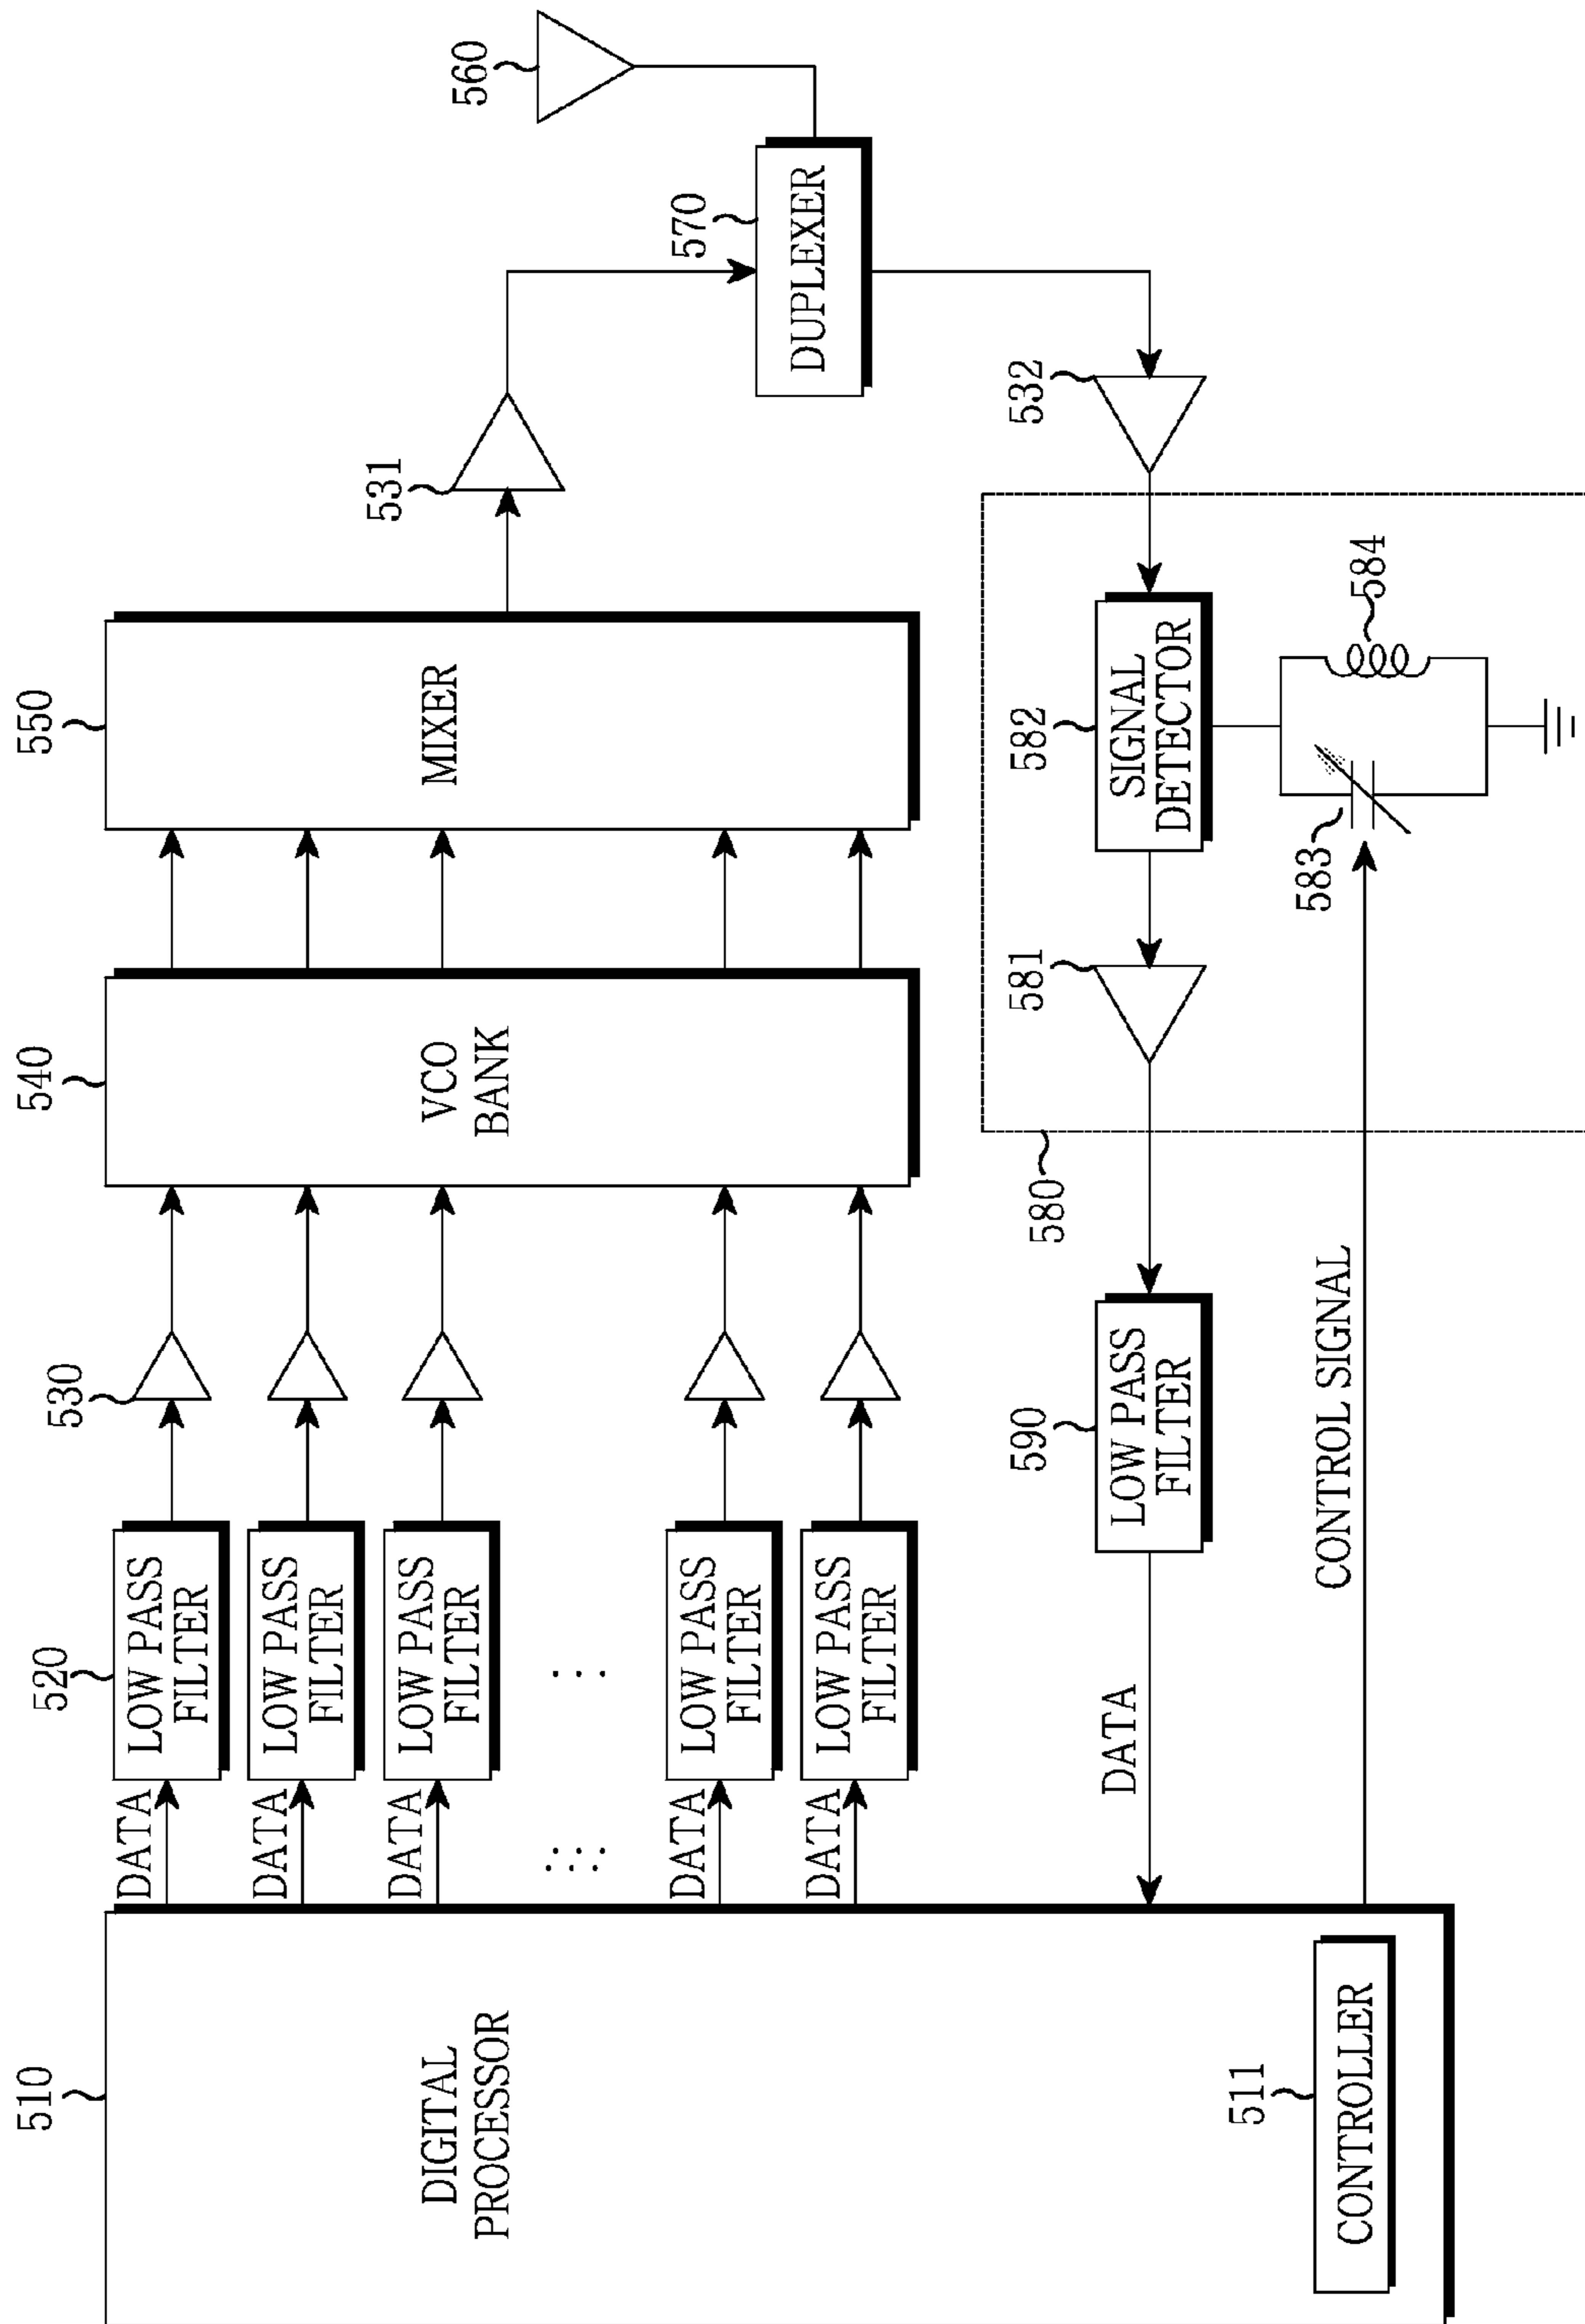 510
DIGITAL
PROCESSOR
511
CONTROLLER
DATA
DATA
DATA
DATA
DATA
520
LOW PASS
FILTER
LOW PASS
FILTER
LOW PASS
FILTER
LOW PASS
FILTER
LOW PASS
FILTER
530
540
VCO
BANK
550
MIXER
531
560
570
DUPLEXER
532
580
581
582
SIGNAL
DETECTOR
583
584
590
LOW PASS
FILTER
DATA
CONTROL SIGNAL